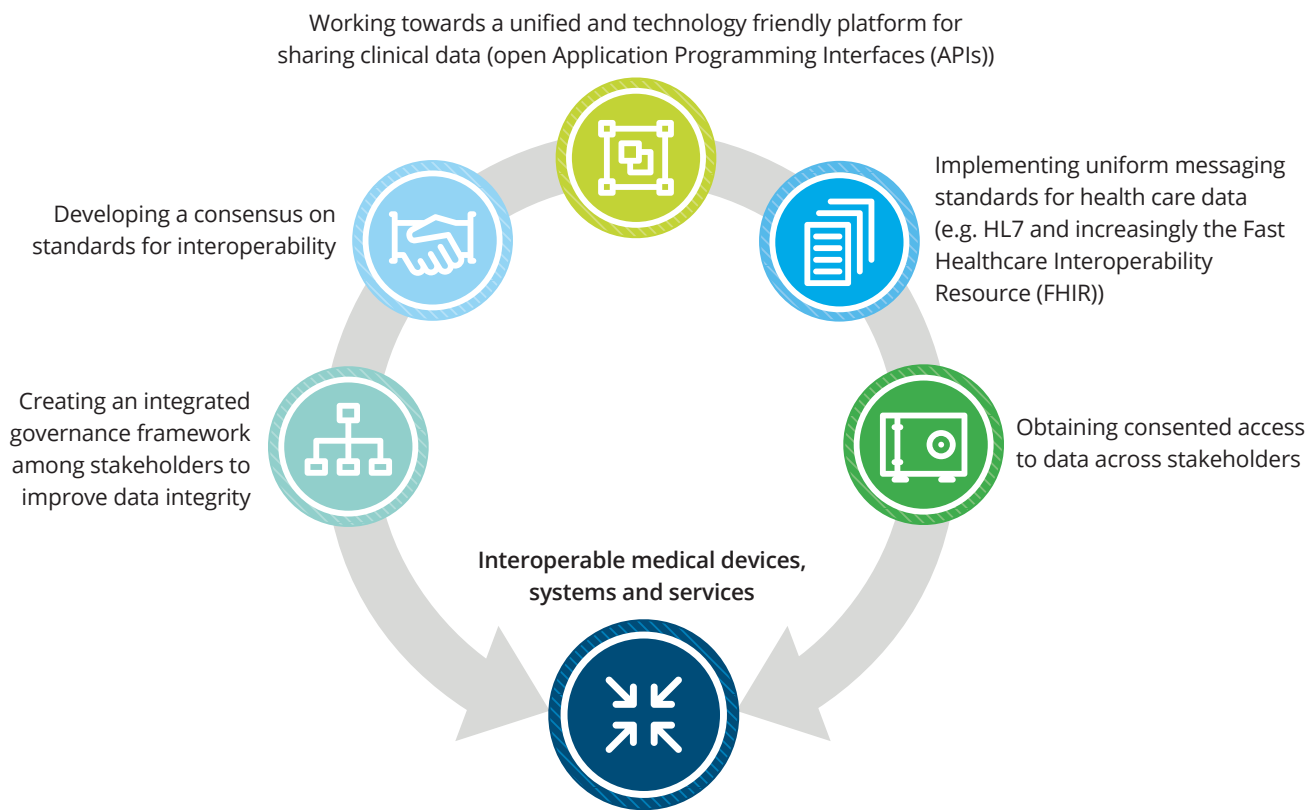 Working towards a unified and technology friendly platform for
sharing clinical data (open Application Programming Interfaces (APIs))
Developing a consensus on
standards for interoperability
Implementing uniform messaging
standards for health care data
(e.g. HL7 and increasingly the Fast
Healthcare Interoperability
Resource (FHIR))
Creating an integrated
governance framework
among stakeholders to
improve data integrity
Obtaining consented access
to data across stakeholders
Interoperable medical devices,
systems and services